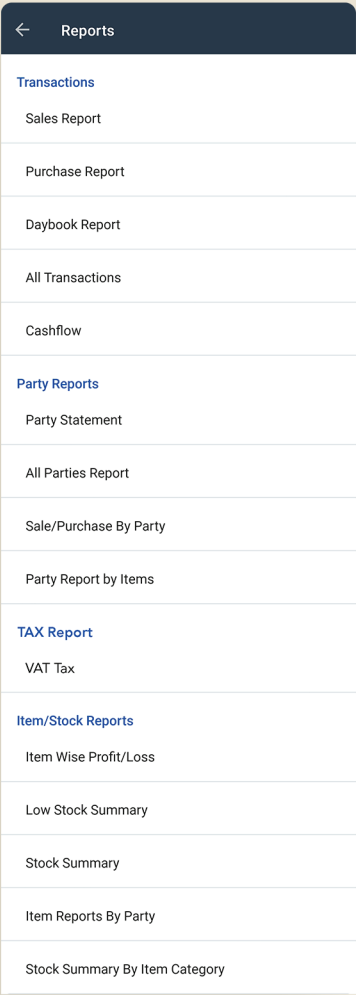 Reports
Transactions
Sales Report
Purchase Report
Daybook Report
All Transactions
Cashflow
Party Reports
Party Statement
All Parties Report
Sale/Purchase By Party
Party Report by Items
TAX Report
VAT Tax
Item/Stock Reports
Item Wise Profit/Loss
Low Stock Summary
Stock Summary
Item Reports By Party
Stock Summary By Item Category